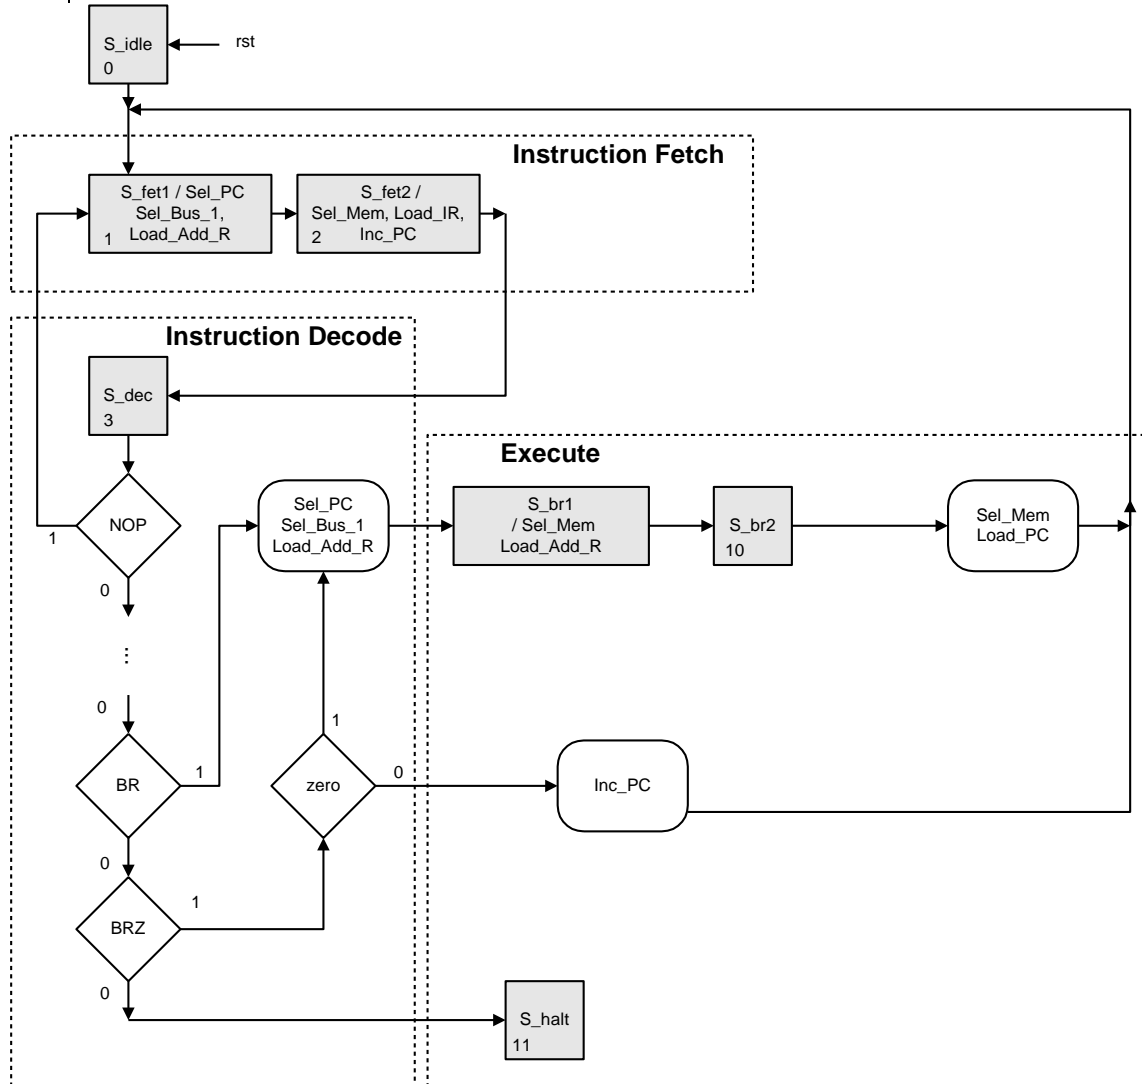 S_idle
0
rst
Instruction Fetch
S_fet1 / Sel_PC
Sel_Bus_1,
Load_Add_R
1
S_fet2 /
Sel_Mem, Load_IR,
Inc_PC
2
Instruction Decode
S_dec
3
Execute
NOP
1
0
Sel_PC
Sel_Bus_1
Load_Add_R
S_br1
/ Sel_Mem
Load_Add_R
S_br2
10
Sel_Mem
Load_PC
...
0
BR
1
0
zero
1
0
Inc_PC
BRZ
1
0
S_halt
11